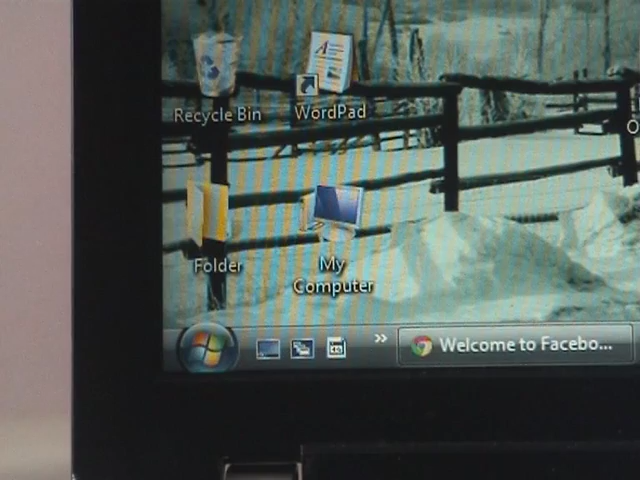 Recycle Bin
WordPad
Folder
My
Computer
Welcome to Facebo...